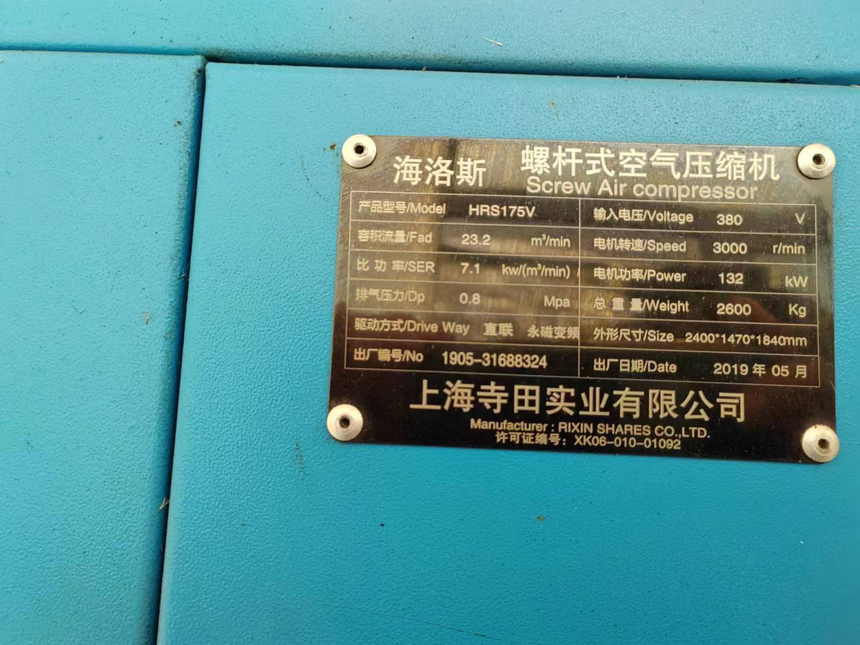 海洛斯 螺杆式空气压缩机
Screw Air compressor
产品型号/Model HRS175V 输入电压/Voltage 380 V
容积流量/Fad 23.2 m³/min 电机转速/Speed 3000 r/min
比功率/SER 7.1 kw/(m³/min) 电机功率/Power 132 kW
排气压力/Dp 0.8 Mpa 总重量/Weight 2600 Kg
驱动方式/Drive Way 直联 永磁变频 外形尺寸/Size 2400*1470*1840mm
出厂编号/No 1905-31688324 出厂日期/Date 2019年05月
上海寺田实业有限公司
Manufacturer : RIXIN SHARES CO.,LTD.
许可证编号：XK06-010-01092